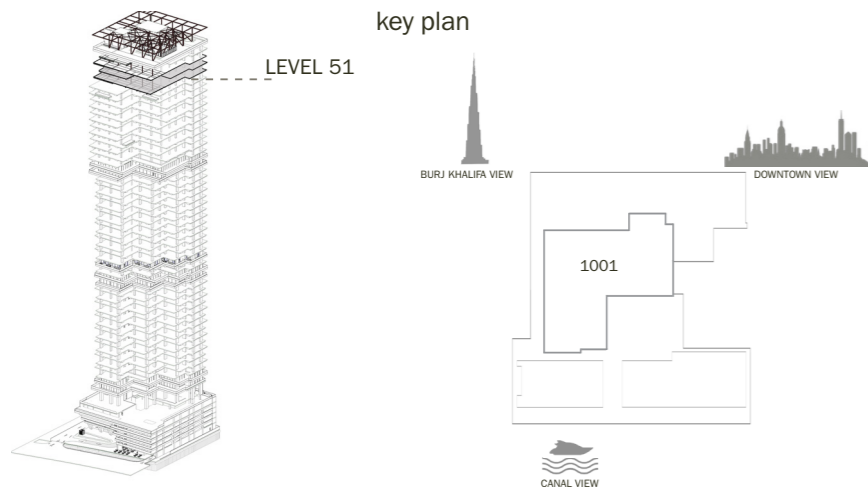 key plan
LEVEL 51
BURJ KHALIFA VIEW
DOWNTOWN VIEW
1001
CANAL VIEW